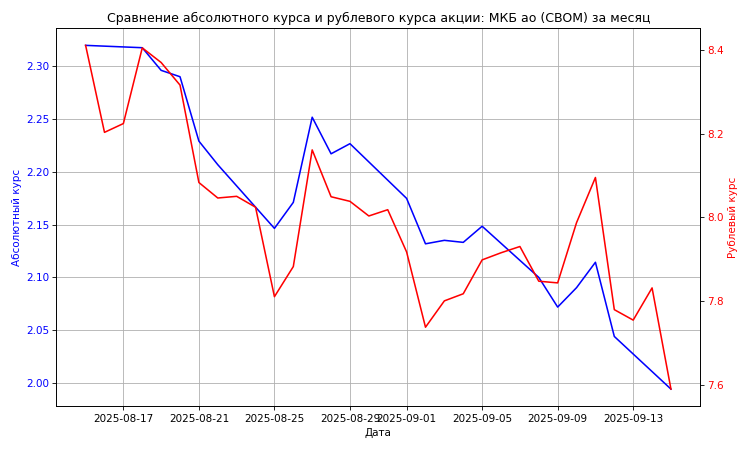 Сравнение абсолютного курса и рублевого курса акции: МКБ ао (CBOM) за месяц
Абсолютный курс
2.30
2.25
2.20
2.15
2.10
2.05
2.00
8.4
8.2
8.0
7.8
7.6
Рублевый курс
2025-08-17 2025-08-21 2025-08-25 2025-08-29 2025-09-01 2025-09-05 2025-09-09 2025-09-13
Дата